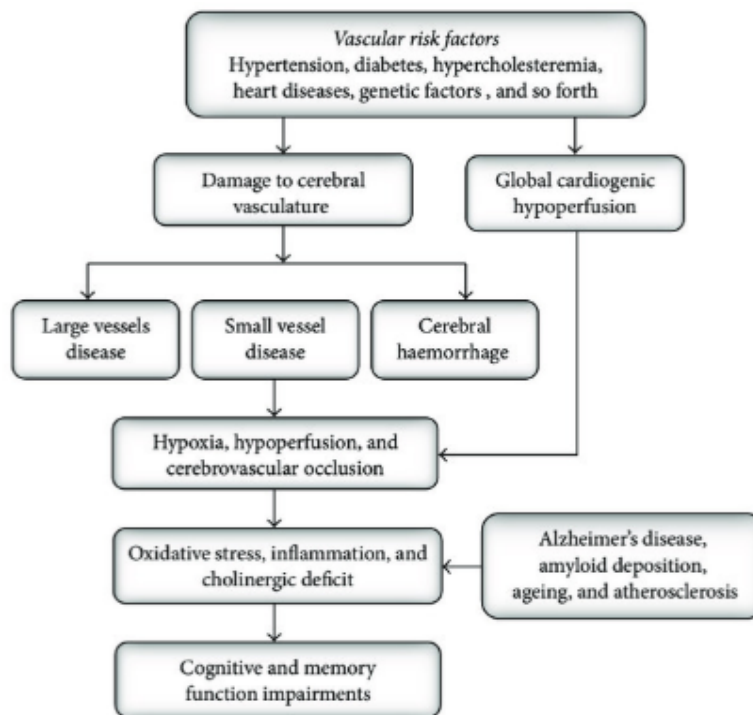 Vascular risk factors
Hypertension, diabetes, hypercholesteremia,
heart diseases, genetic factors , and so forth
Damage to cerebral
vasculature
Global cardiogenic
hypoperfusion
Large vessels
disease
Small vessel
disease
Cerebral
haemorrhage
Hypoxia, hypoperfusion, and
cerebrovascular occlusion
Oxidative stress, inflammation, and
cholinergic deficit
Alzheimer's disease,
amyloid deposition,
ageing, and atherosclerosis
Cognitive and memory
function impairments